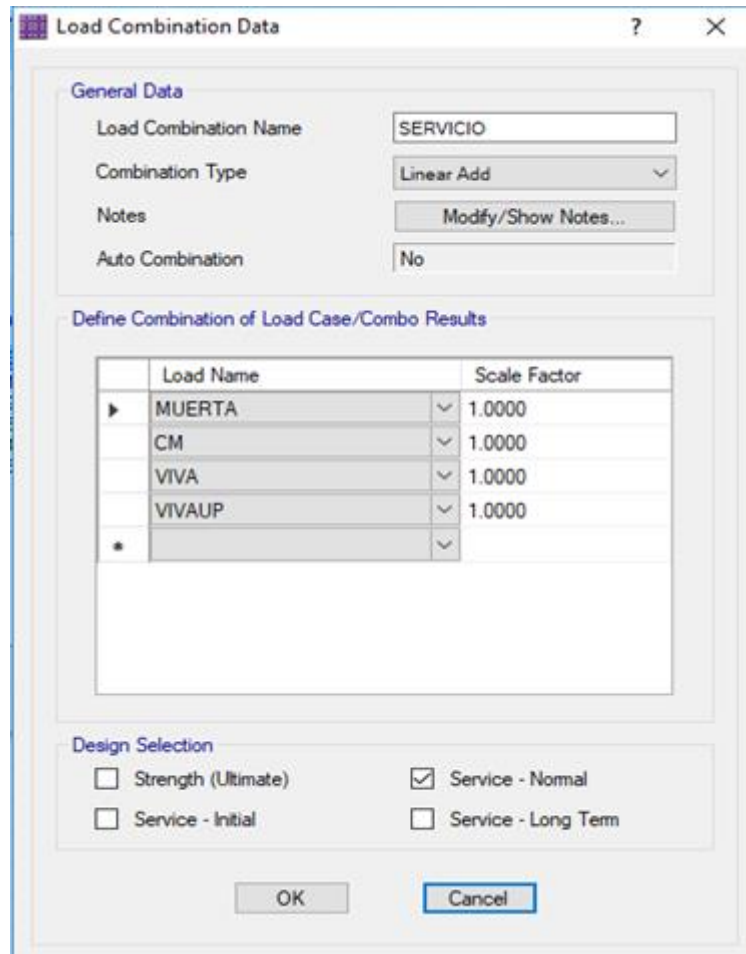 Load Combination Data ? ✕
General Data
Load Combination Name SERVICIO
Combination Type Linear Add
Notes Modify/Show Notes...
Auto Combination No
Define Combination of Load Case/Combo Results
Load Name Scale Factor
MUERTA 1.0000
CM 1.0000
VIVA 1.0000
VIVAUP 1.0000
*
Design Selection
Strength (Ultimate) Service - Normal
Service - Initial Service - Long Term
OK Cancel